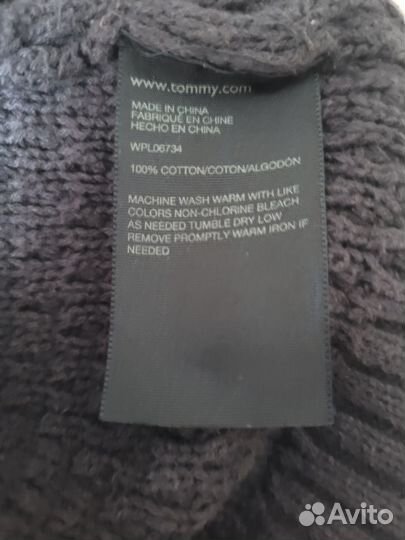 www.tommy.com
MADE IN CHINA
FABRIQUÉ EN CHINE
HECHO EN CHINA
WPL06734
100% COTTON/COTON/ALGODÓN
MACHINE WASH WARM WITH LIKE
COLORS NON-CHLORINE BLEACH
AS NEEDED TUMBLE DRY LOW
REMOVE PROMPTLY WARM IRON IF
NEEDED
Avito